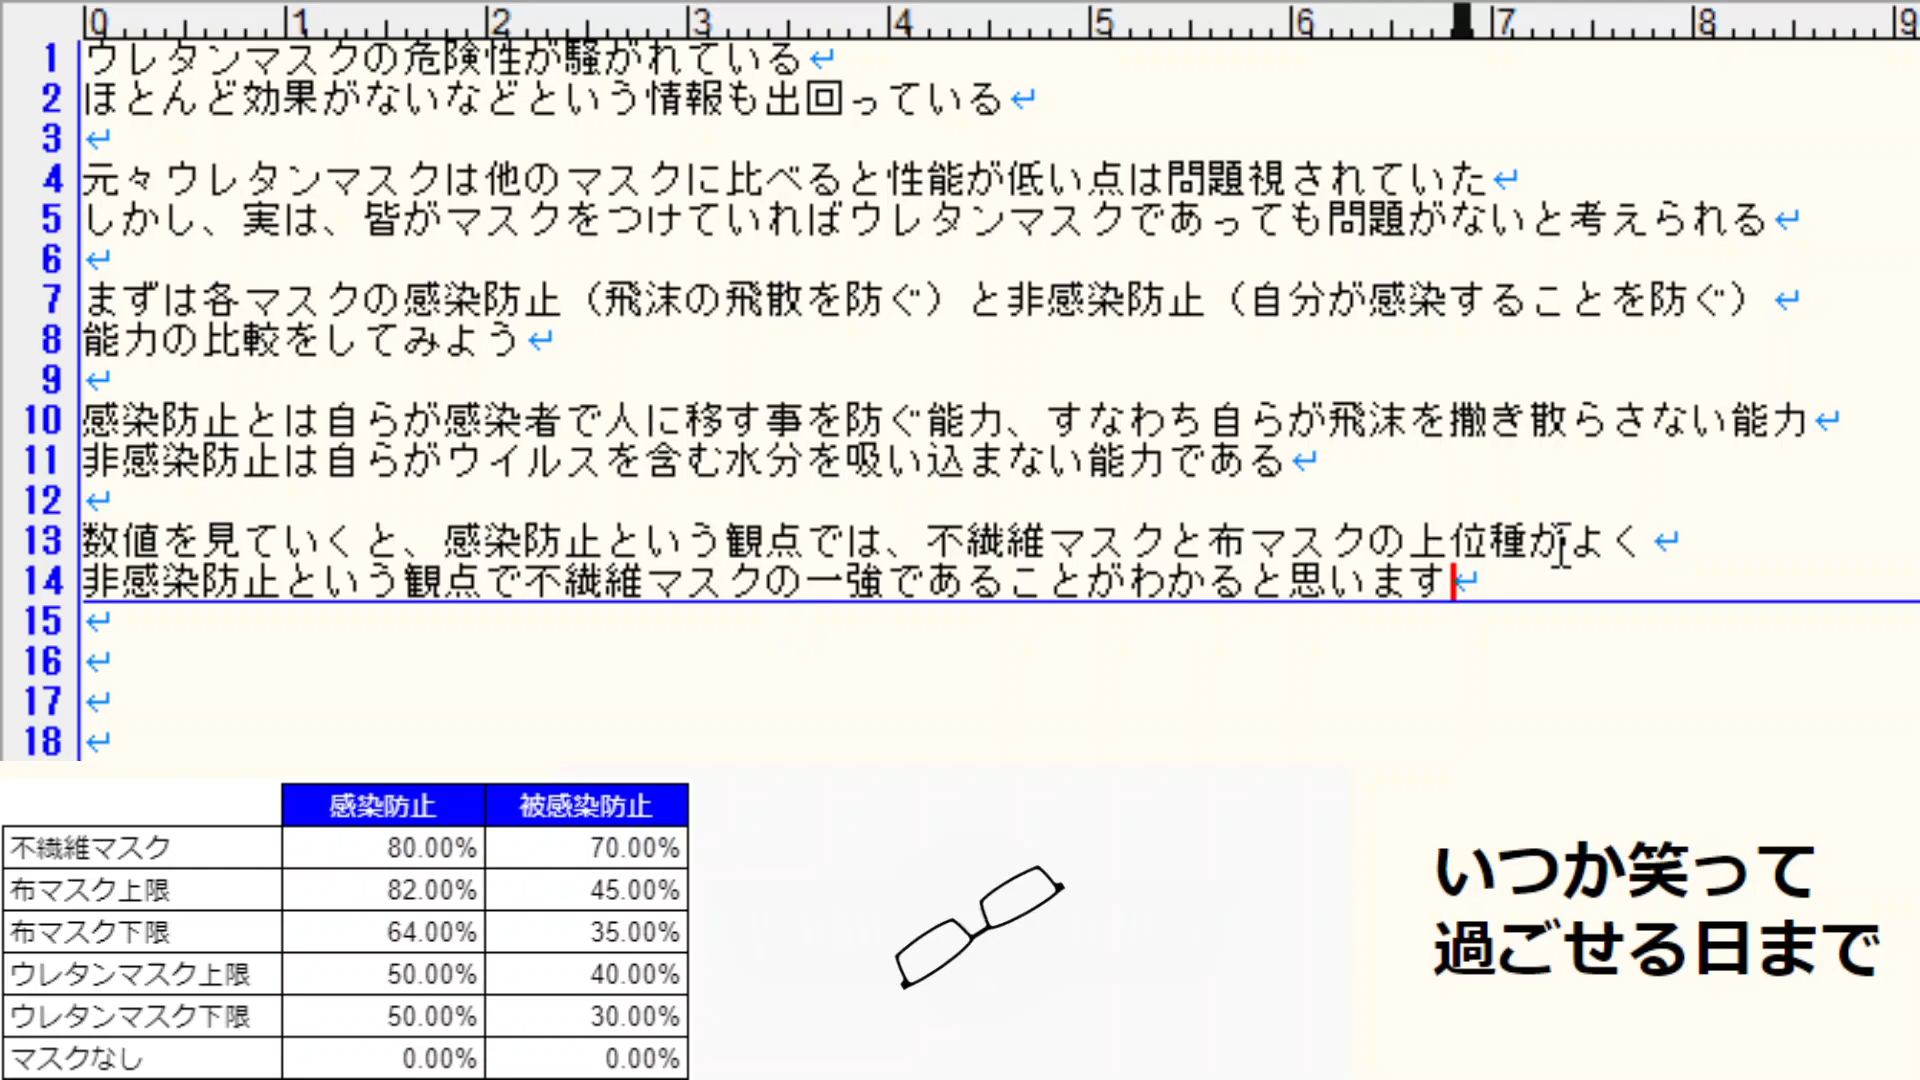 0 1 2 3 4 5 6 7 8 9
1 ウレタンマスクの危険性が騒がれている↵
2 ほとんど効果がないなどという情報も出回っている↵
3 ↵
4 元々ウレタンマスクは他のマスクに比べると性能が低い点は問題視されていた↵
5 しかし、実は、皆がマスクをつけていればウレタンマスクであっても問題がないと考えられる↵
6 ↵
7 まずは各マスクの感染防止（飛沫の飛散を防ぐ）と非感染防止（自分が感染することを防ぐ）↵
8 能力の比較をしてみよう↵
9 ↵
10 感染防止とは自らが感染者で人に移す事を防ぐ能力、すなわち自らが飛沫を撒き散らさない能力↵
11 非感染防止は自らがウイルスを含む水分を吸い込まない能力である↵
12 ↵
13 数値を見ていくと、感染防止という観点では、不繊維マスクと布マスクの上位種がよく↵
14 非感染防止という観点で不繊維マスクの一強であることがわかると思います↵
15 ↵
16 ↵
17 ↵
18 ↵
感染防止 被感染防止
不繊維マスク 80.00% 70.00%
布マスク上限 82.00% 45.00%
布マスク下限 64.00% 35.00%
ウレタンマスク上限 50.00% 40.00%
ウレタンマスク下限 50.00% 30.00%
マスクなし 0.00% 0.00%
いつか笑って
過ごせる日まで